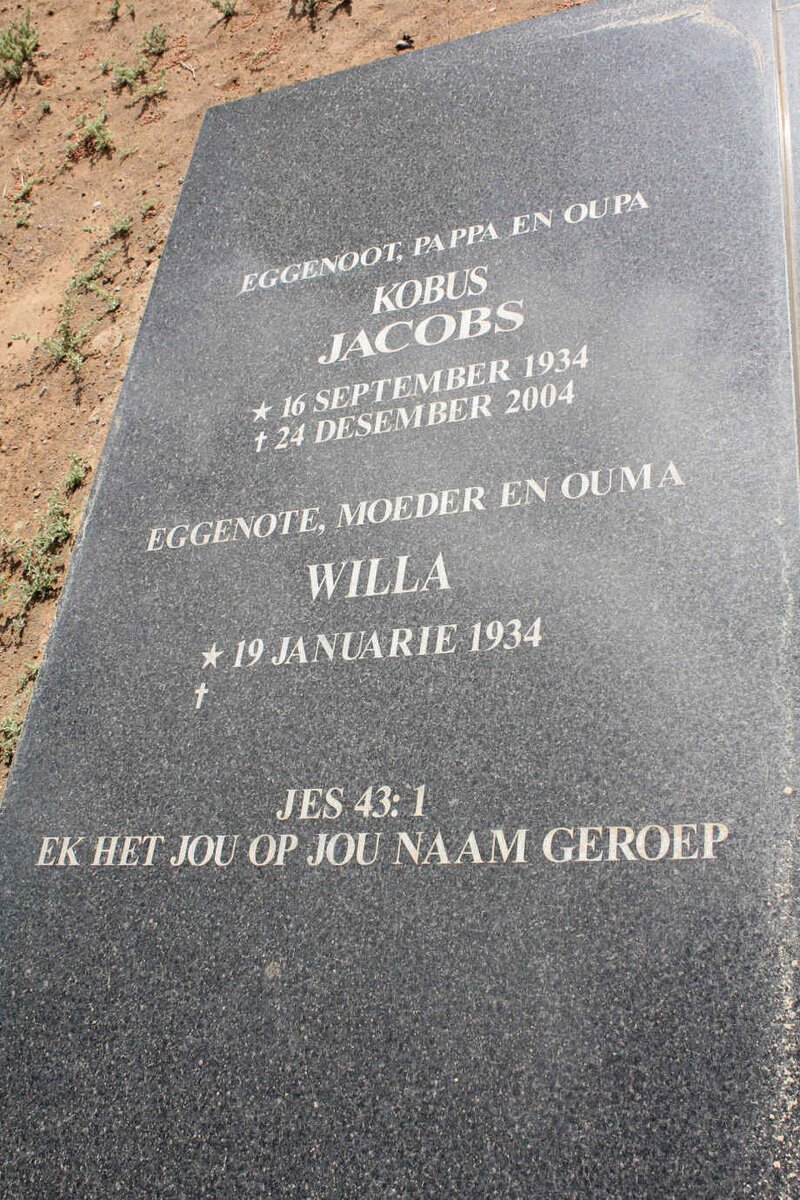 EGGENOOT, PAPPA EN OUPA
KOBUS
JACOBS
★ 16 SEPTEMBER 1934
† 24 DESEMBER 2004
EGGENOTE, MOEDER EN OUMA
WILLA
★ 19 JANUARIE 1934
†
JES 43: 1
EK HET JOU OP JOU NAAM GEROEP